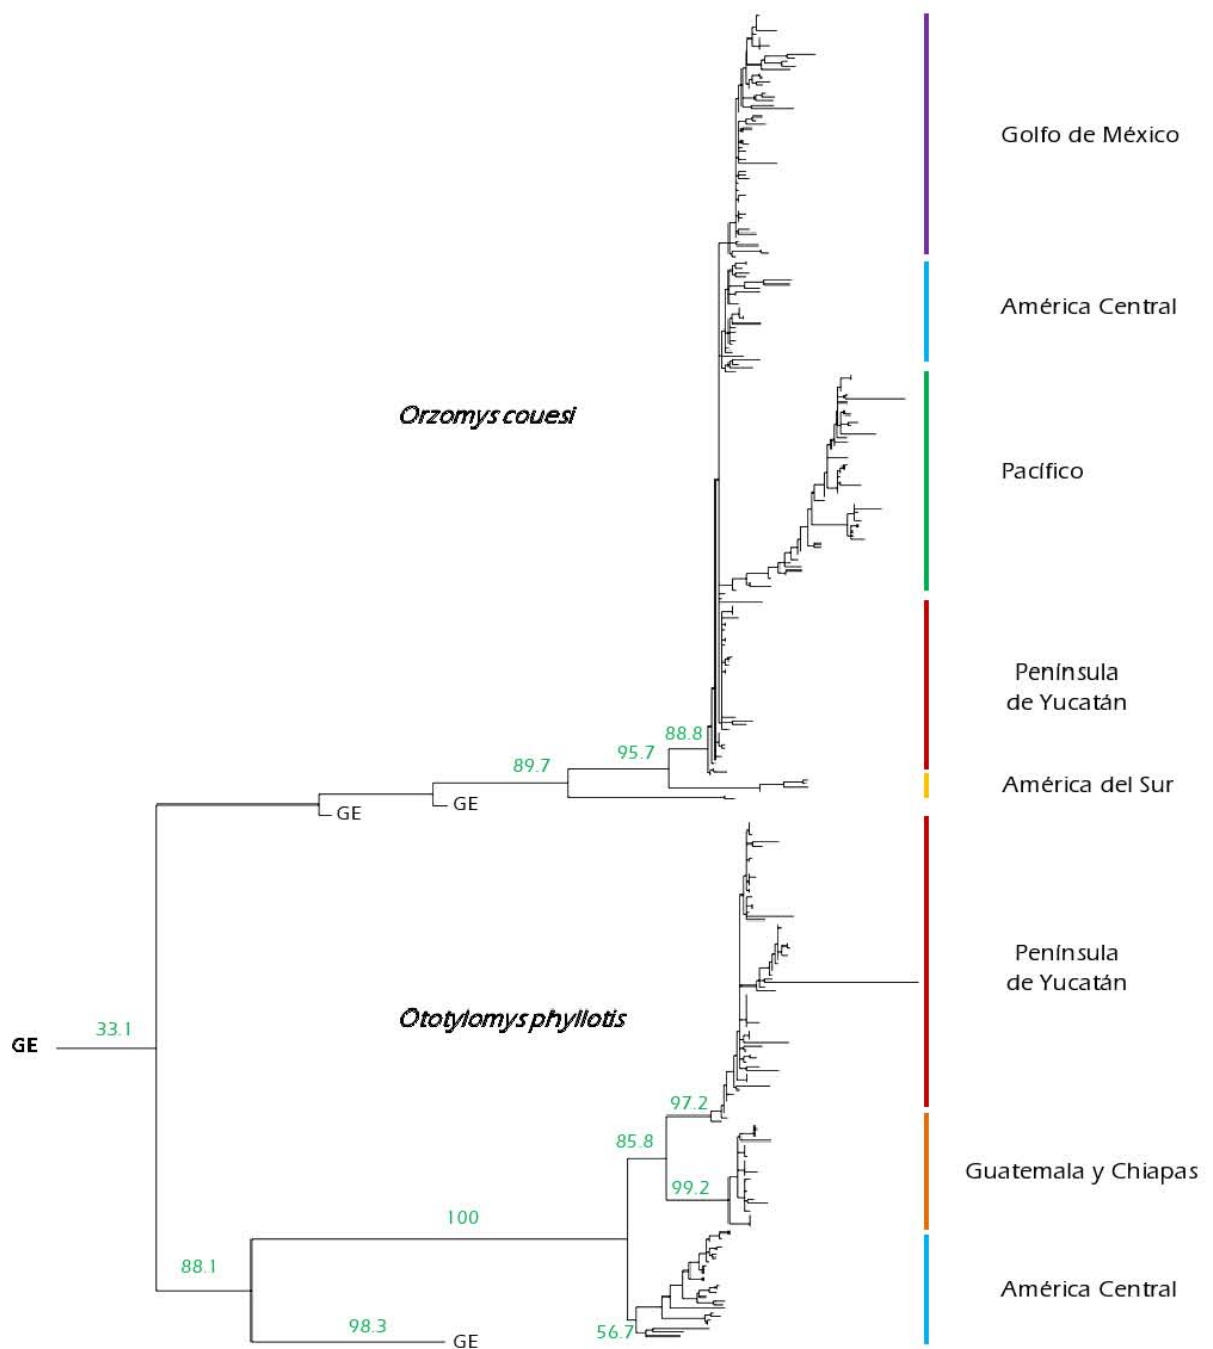 Golfo de México
América Central
Orzomys couesi
Pacífico
Península
de Yucatán
88.8
95.7
89.7
América del Sur
GE
GE
Península
de Yucatán
Ototylomys phyllotis
33.1
GE
97.2
85.8
Guatemala y Chiapas
99.2
100
88.1
América Central
98.3
56.7
GE